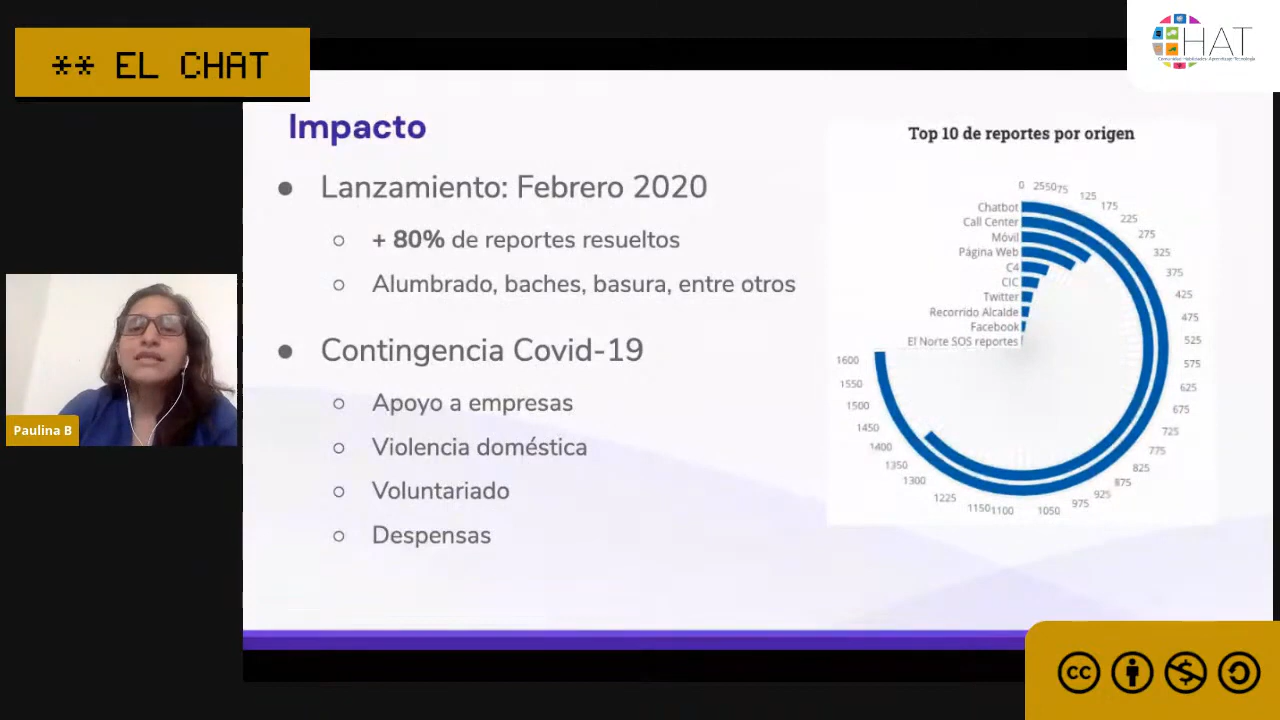 ** EL CHAT
HAT
Impacto
Top 10 de reportes por origen
● Lanzamiento: Febrero 2020
○ + 80% de reportes resueltos
○ Alumbrado, baches, basura, entre otros
● Contingencia Covid-19
○ Apoyo a empresas
○ Violencia doméstica
○ Voluntariado
○ Despensas
Chatbot
Call Center
Móvil
Página Web
C4
CIC
Twitter
Recorrido Alcalde
Facebook
El Norte SOS reportes
0
25
50
75
125
175
225
275
325
375
425
475
525
575
625
675
725
775
825
875
925
975
1050
1100
1150
1225
1300
1350
1400
1450
1500
1550
1600
Paulina B
cc